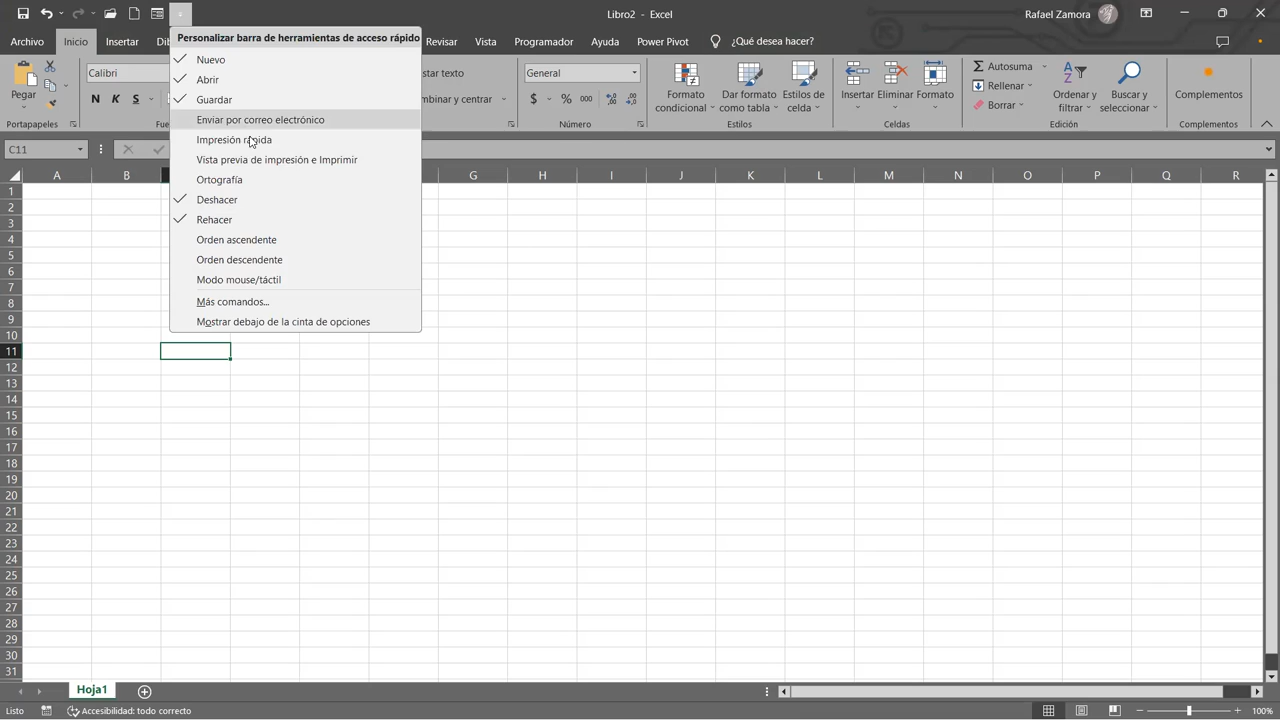 Libro2 - Excel
Rafael Zamora
Archivo
Inicio
Insertar
Revisar
Vista
Programador
Ayuda
Power Pivot
¿Qué desea hacer?
Personalizar barra de herramientas de acceso rápido
Nuevo
Abrir
Guardar
Enviar por correo electrónico
Impresión rápida
Vista previa de impresión e Imprimir
Ortografía
Deshacer
Rehacer
Orden ascendente
Orden descendente
Modo mouse/táctil
Más comandos...
Mostrar debajo de la cinta de opciones
Pegar
Portapapeles
Calibri
N K S
General
$ %
Número
Formato condicional
Dar formato como tabla
Estilos de celda
Estilos
Insertar
Eliminar
Formato
Celdas
Autosuma
Rellenar
Borrar
Ordenar y filtrar
Buscar y seleccionar
Edición
Complementos
Complementos
C11
A B G H I J K L M N O P Q R
1
2
3
4
5
6
7
8
9
10
11
12
13
14
15
16
17
18
19
20
21
22
23
24
25
26
27
28
29
30
31
Hoja1
Listo
Accesibilidad: todo correcto
100%